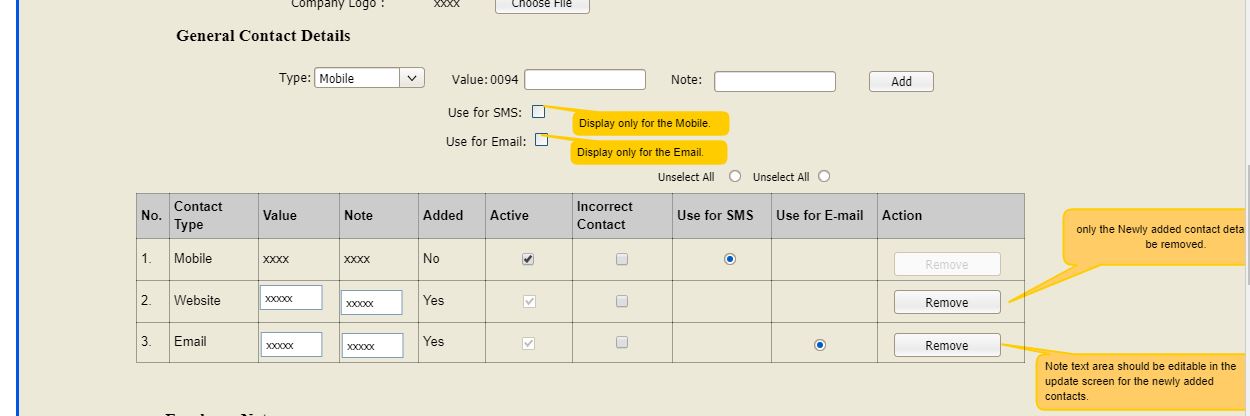 Company Logo : xxxx Choose File
General Contact Details
Type: Mobile Value: 0094 Note: Add
Use for SMS:
Display only for the Mobile.
Use for Email:
Display only for the Email.
Unselect All Unselect All
No. Contact Type Value Note Added Active Incorrect Contact Use for SMS Use for E-mail Action
1. Mobile xxxx xxxx No Remove
2. Website xxxxx xxxxx Yes Remove
3. Email xxxxx xxxxx Yes Remove
only the Newly added contact deta
be removed.
Note text area should be editable in the
update screen for the newly added
contacts.